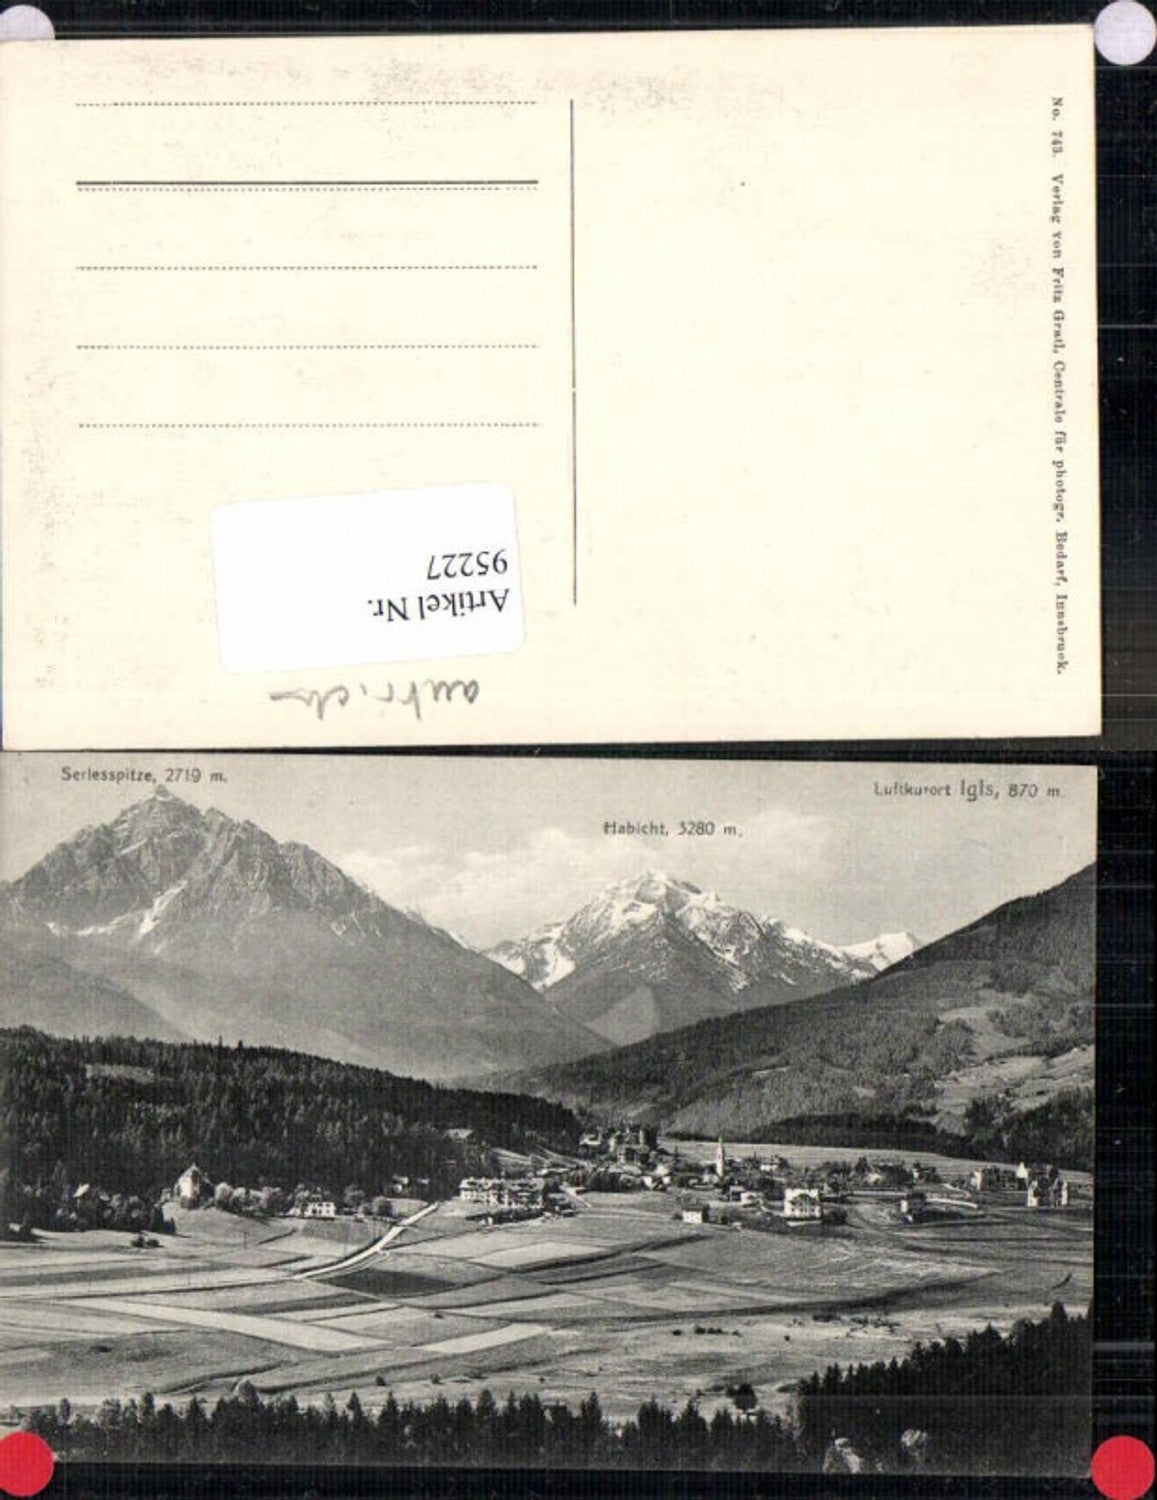 No. 743. Verlag von Fritz Gratl, Centrale für photogr. Bedarf, Innsbruck.
Artikel Nr.
95227
Serlesspitze, 2719 m.
Habicht, 3280 m.
Luftkurort Igls, 870 m.